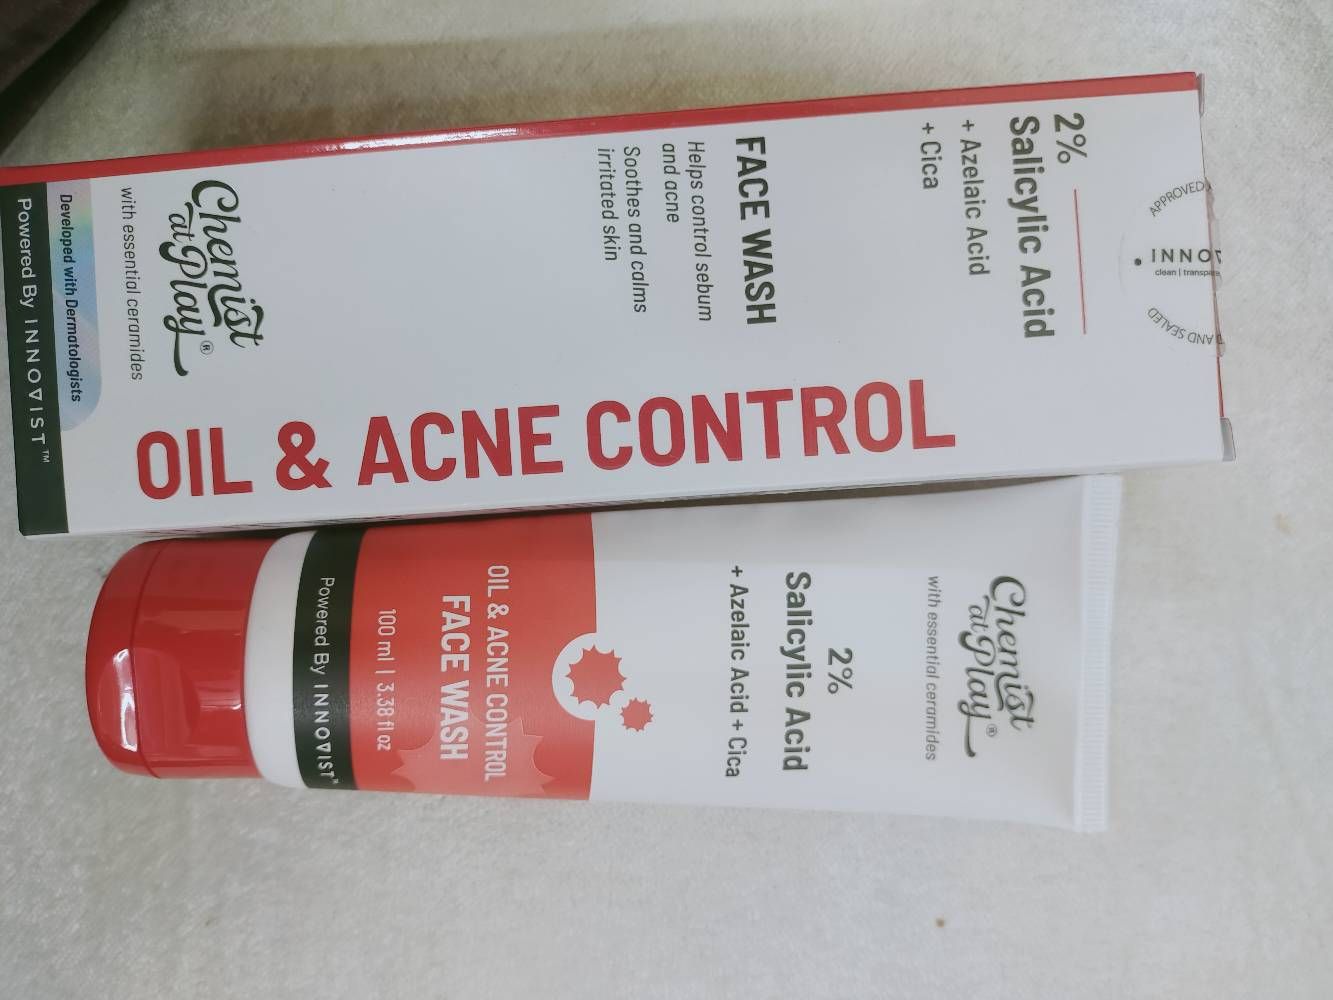 2%
Salicylic Acid
+ Azelaic Acid
+ Cica
FACE WASH
Helps control sebum
and acne
Soothes and calms
irritated skin
Chemist
at Play®
with essential ceramides
Developed with Dermatologists
Powered By INNOVIST™
OIL & ACNE CONTROL
APPROVED
INNO
clean |
AND SEALED
Chemist
at Play®
with essential ceramides
2%
Salicylic Acid
+ Azelaic Acid + Cica
OIL & ACNE CONTROL
FACE WASH
100 ml | 3.38 fl oz
Powered By INNOVIST™